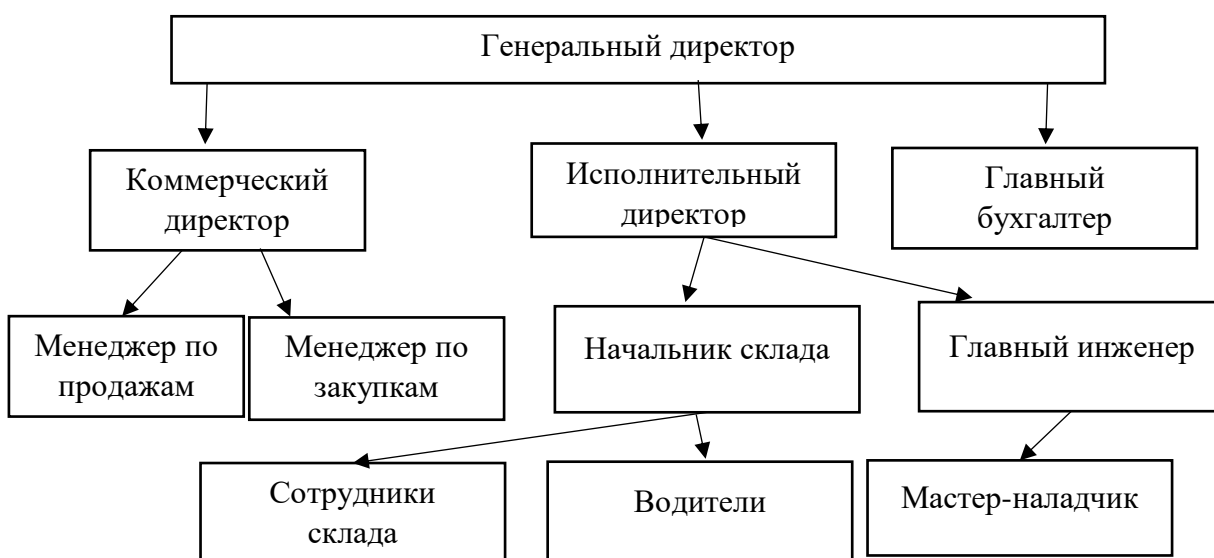 Генеральный директор
Коммерческий
директор
Исполнительный
директор
Главный
бухгалтер
Менеджер по
продажам
Менеджер по
закупкам
Начальник склада
Главный инженер
Сотрудники
склада
Водители
Мастер-наладчик